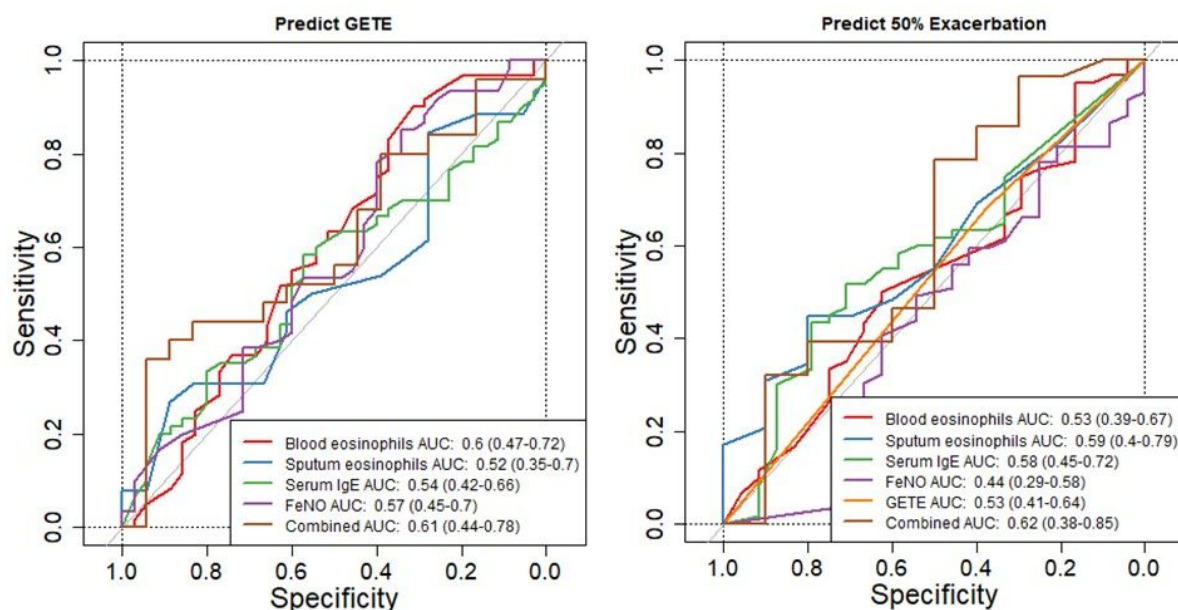 Predict GETE
Sensitivity
1.0
0.8
0.6
0.4
0.2
0.0
Blood eosinophils AUC: 0.6 (0.47-0.72)
Sputum eosinophils AUC: 0.52 (0.35-0.7)
Serum IgE AUC: 0.54 (0.42-0.66)
FeNO AUC: 0.57 (0.45-0.7)
Combined AUC: 0.61 (0.44-0.78)
1.0 0.8 0.6 0.4 0.2 0.0
Specificity
Predict 50% Exacerbation
Sensitivity
1.0
0.8
0.6
0.4
0.2
0.0
Blood eosinophils AUC: 0.53 (0.39-0.67)
Sputum eosinophils AUC: 0.59 (0.4-0.79)
Serum IgE AUC: 0.58 (0.45-0.72)
FeNO AUC: 0.44 (0.29-0.58)
GETE AUC: 0.53 (0.41-0.64)
Combined AUC: 0.62 (0.38-0.85)
1.0 0.8 0.6 0.4 0.2 0.0
Specificity